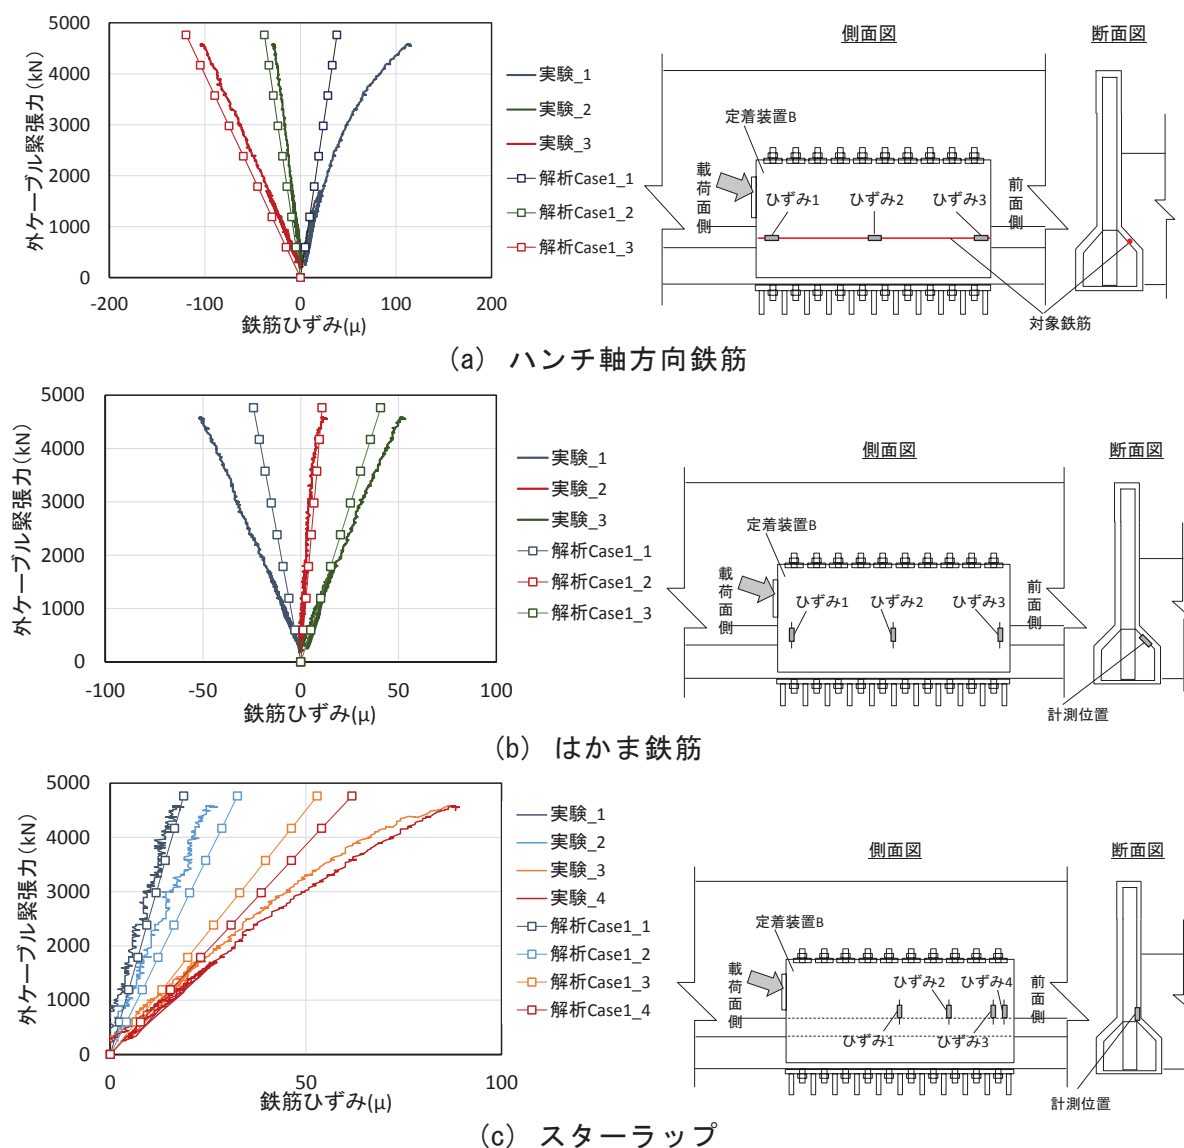 外ケーブル緊張力(kN)
5000
4000
3000
2000
1000
0
-200
-100
0
100
200
鉄筋ひずみ(μ)
実験_1
実験_2
実験_3
解析Case1_1
解析Case1_2
解析Case1_3
側面図
断面図
定着装置B
載荷面側
ひずみ1
ひずみ2
ひずみ3
前面側
対象鉄筋
(a) ハンチ軸方向鉄筋
外ケーブル緊張力(kN)
5000
4000
3000
2000
1000
0
-100
-50
0
50
100
鉄筋ひずみ(μ)
実験_1
実験_2
実験_3
解析Case1_1
解析Case1_2
解析Case1_3
側面図
断面図
定着装置B
載荷面側
ひずみ1
ひずみ2
ひずみ3
前面側
計測位置
(b) はかま鉄筋
外ケーブル緊張力(kN)
5000
4000
3000
2000
1000
0
0
50
100
鉄筋ひずみ(μ)
実験_1
実験_2
実験_3
実験_4
解析Case1_1
解析Case1_2
解析Case1_3
解析Case1_4
側面図
断面図
定着装置B
載荷面側
ひずみ2
ひずみ4
ひずみ1
ひずみ3
前面側
計測位置
(c) スターラップ